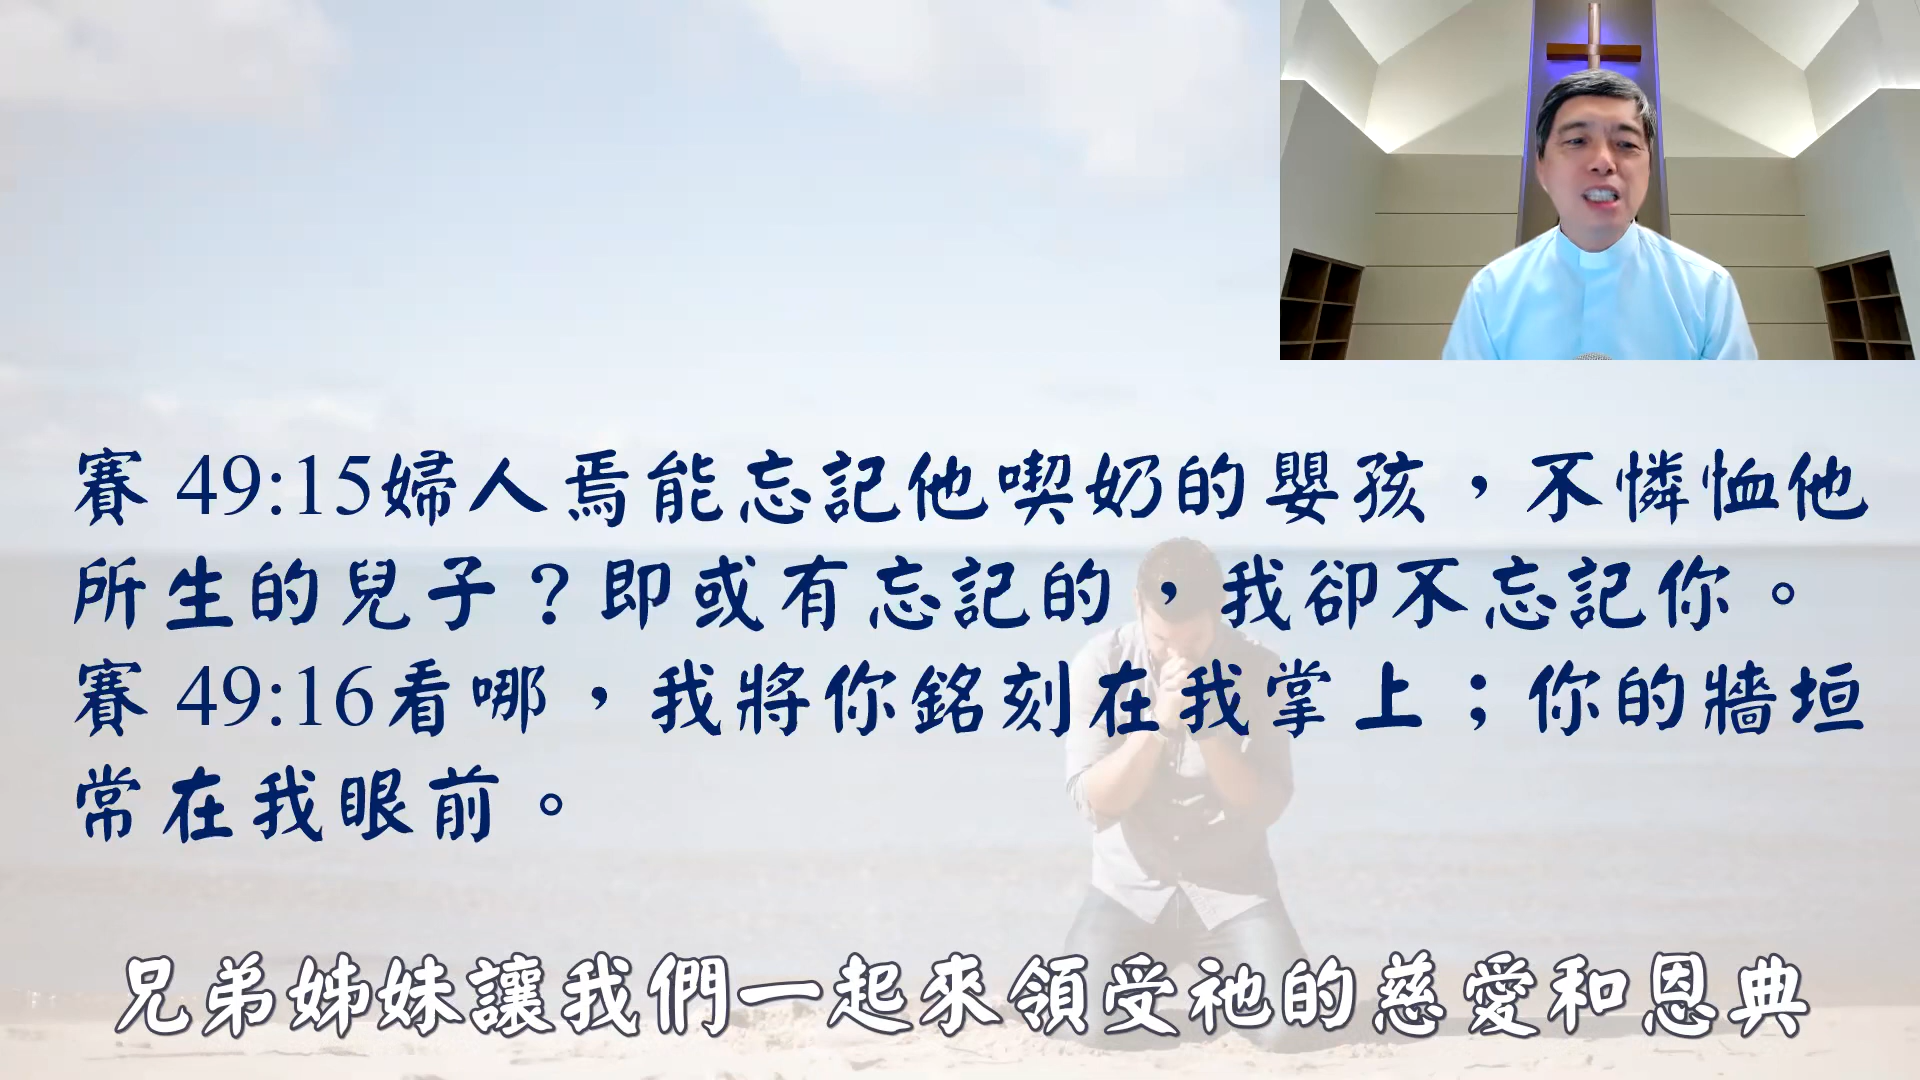 賽 49:15婦人焉能忘記他喫奶的嬰孩，不憐恤他
所生的兒子？即或有忘記的，我卻不忘記你。
賽 49:16看哪，我將你銘刻在我掌上；你的牆垣
常在我眼前。
兄弟姊妹讓我們一起來領受祂的慈愛和恩典